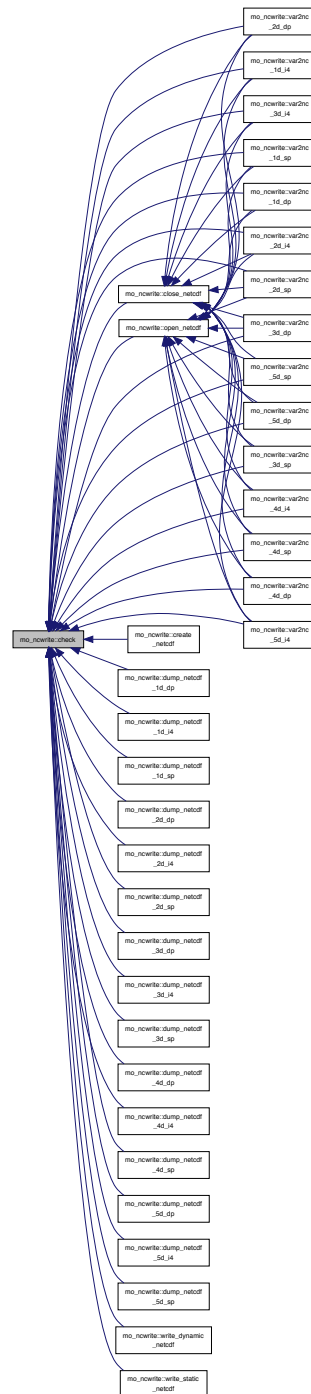 mo_ncwrite::var2nc
_2d_dp
mo_ncwrite::var2nc
_1d_i4
mo_ncwrite::var2nc
_3d_i4
mo_ncwrite::var2nc
_1d_sp
mo_ncwrite::var2nc
_1d_dp
mo_ncwrite::var2nc
_2d_i4
mo_ncwrite::var2nc
_2d_sp
mo_ncwrite::close_netcdf
mo_ncwrite::var2nc
_3d_dp
mo_ncwrite::open_netcdf
mo_ncwrite::var2nc
_5d_sp
mo_ncwrite::var2nc
_5d_dp
mo_ncwrite::var2nc
_3d_sp
mo_ncwrite::var2nc
_4d_i4
mo_ncwrite::var2nc
_4d_sp
mo_ncwrite::var2nc
_4d_dp
mo_ncwrite::var2nc
_5d_i4
mo_ncwrite::check
mo_ncwrite::create
_netcdf
mo_ncwrite::dump_netcdf
_1d_dp
mo_ncwrite::dump_netcdf
_1d_i4
mo_ncwrite::dump_netcdf
_1d_sp
mo_ncwrite::dump_netcdf
_2d_dp
mo_ncwrite::dump_netcdf
_2d_i4
mo_ncwrite::dump_netcdf
_2d_sp
mo_ncwrite::dump_netcdf
_3d_dp
mo_ncwrite::dump_netcdf
_3d_i4
mo_ncwrite::dump_netcdf
_3d_sp
mo_ncwrite::dump_netcdf
_4d_dp
mo_ncwrite::dump_netcdf
_4d_i4
mo_ncwrite::dump_netcdf
_4d_sp
mo_ncwrite::dump_netcdf
_5d_dp
mo_ncwrite::dump_netcdf
_5d_i4
mo_ncwrite::dump_netcdf
_5d_sp
mo_ncwrite::write_dynamic
_netcdf
mo_ncwrite::write_static
_netcdf